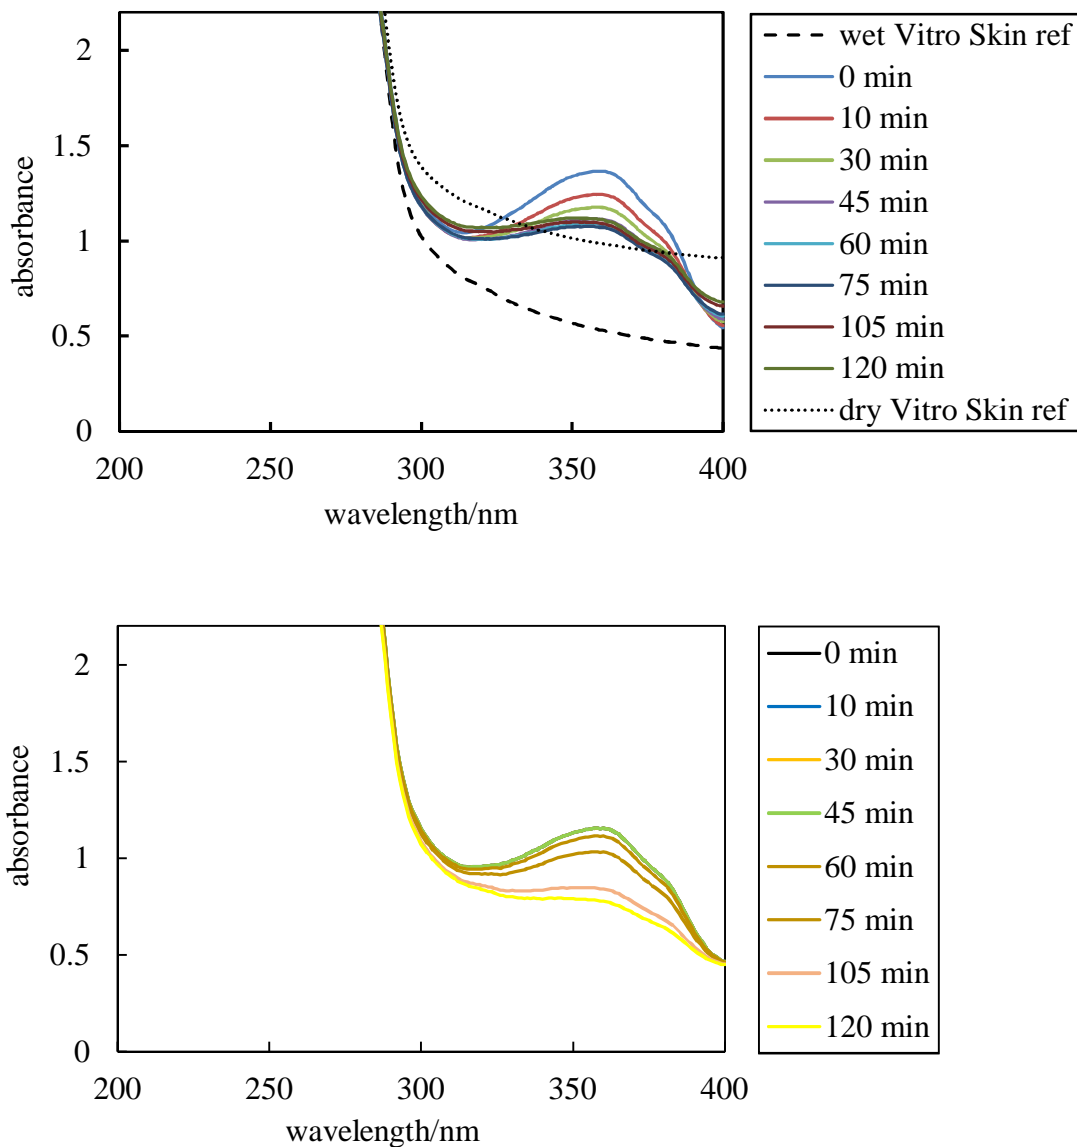 2
1.5
1
0.5
0
absorbance
200
250
300
350
400
wavelength/nm
wet Vitro Skin ref
0 min
10 min
30 min
45 min
60 min
75 min
105 min
120 min
dry Vitro Skin ref
2
1.5
1
0.5
0
absorbance
200
250
300
350
400
wavelength/nm
0 min
10 min
30 min
45 min
60 min
75 min
105 min
120 min